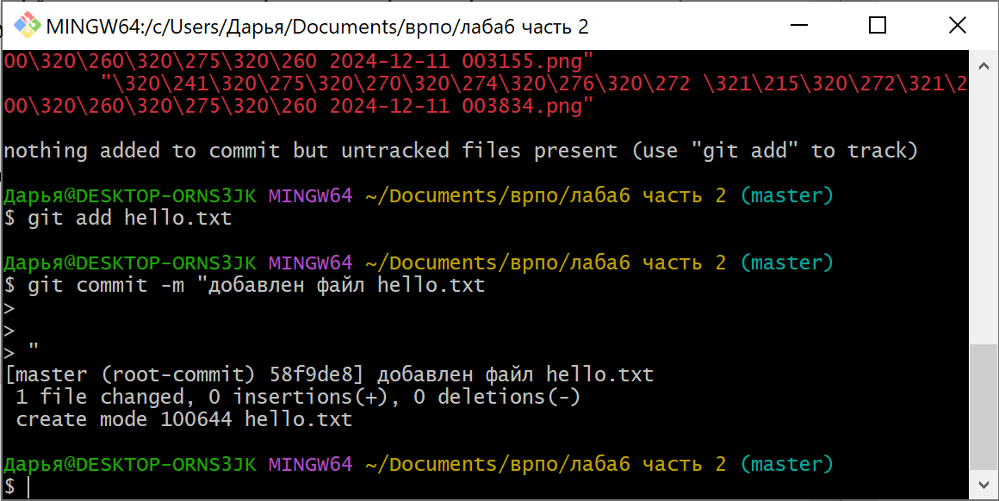 MINGW64:/c/Users/Дарья/Documents/врпо/лаба6 часть 2
00\320\260\320\275\320\260 2024-12-11 003155.png"
"\320\241\320\275\320\270\320\274\320\276\320\272 \321\215\320\272\321\2
00\320\260\320\275\320\260 2024-12-11 003834.png"
nothing added to commit but untracked files present (use "git add" to track)
Дарья@DESKTOP-ORNS3JK MINGW64 ~/Documents/врпо/лаба6 часть 2 (master)
$ git add hello.txt
Дарья@DESKTOP-ORNS3JK MINGW64 ~/Documents/врпо/лаба6 часть 2 (master)
$ git commit -m "добавлен файл hello.txt
>
>
> "
[master (root-commit) 58f9de8] добавлен файл hello.txt
1 file changed, 0 insertions(+), 0 deletions(-)
create mode 100644 hello.txt
Дарья@DESKTOP-ORNS3JK MINGW64 ~/Documents/врпо/лаба6 часть 2 (master)
$